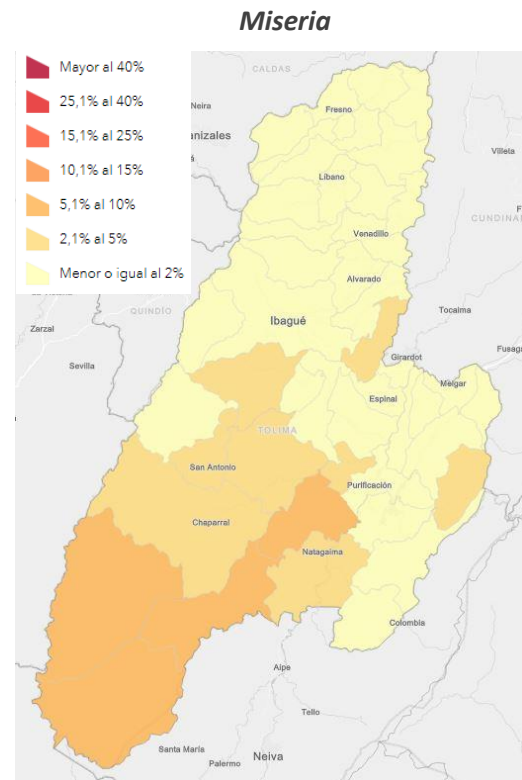 Miseria
Mayor al 40%
25,1% al 40%
15,1% al 25%
10,1% al 15%
5,1% al 10%
2,1% al 5%
Menor o igual al 2%
CALDAS
Neira
Fresno
anizales
Villeta
Líbano
CUNDINA
Venadillo
Alvarado
QUINDÍO
Tocaima
Ibagué
Zarzal
Girardot
Fusag
Sevilla
Melgar
Espinal
TOLIMA
San Antonio
Purificación
Chaparral
Natagaima
Colombia
Aipe
Tello
Santa María
Neiva
Palermo